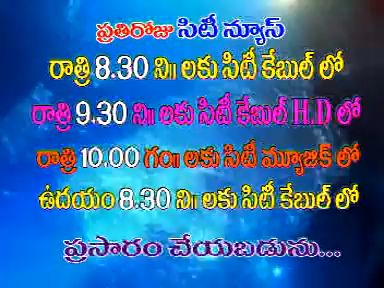 ప్రతిరోజు సిటీ న్యూస్
రాత్రి 8.30 ని॥ లకు సిటీ కేబుల్ లో
రాత్రి 9.30 ని॥ లకు సిటీ కేబుల్ H.D లో
రాత్రి 10.00 గం॥ లకు సిటీ మ్యూజిక్ లో
ఉదయం 8.30 ని॥ లకు సిటీ కేబుల్ లో
ప్రసారం చేయబడును...